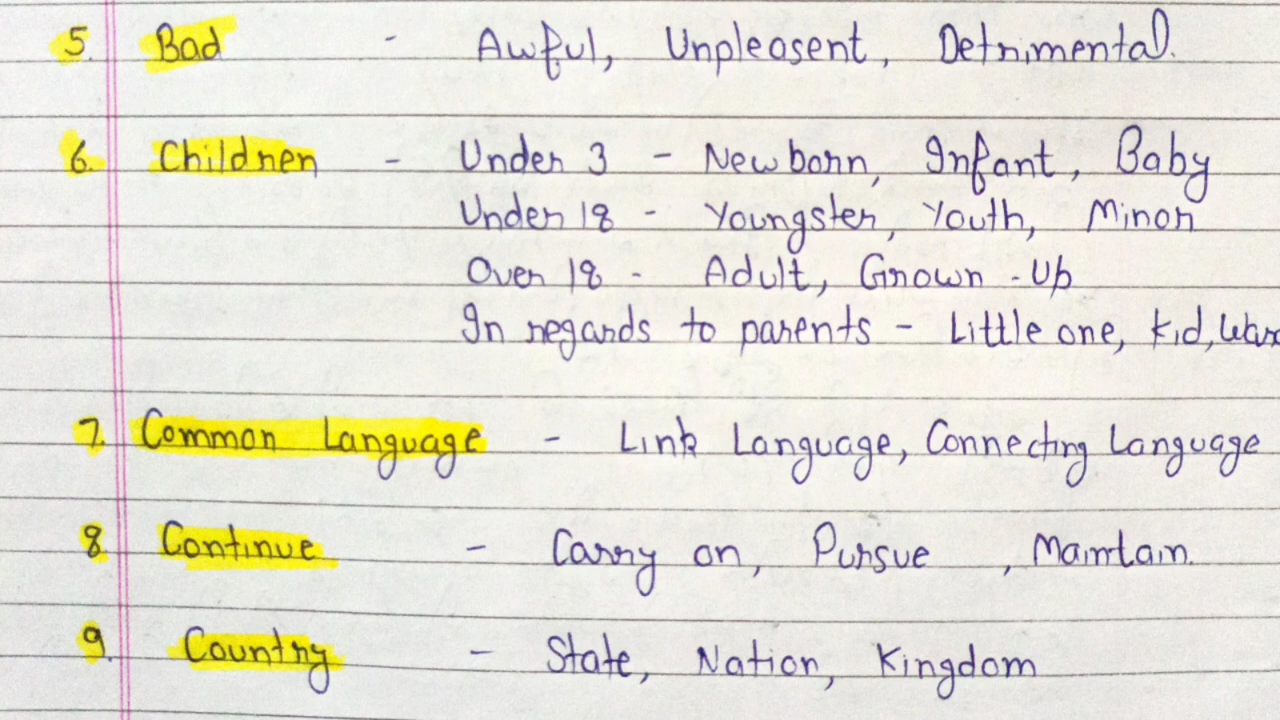 5. Bad - Awful, Unpleasent, Detrimental.
6. Children - Under 3 - Newborn, Infant, Baby
Under 18 - Youngster, Youth, Minor
Over 18 - Adult, Grown-Up
In regards to parents - Little one, Kid,
7. Common Language - Link Language, Connecting Language
8 Continue - Carry on, Pursue, Maintain.
9. Country - State, Nation, Kingdom